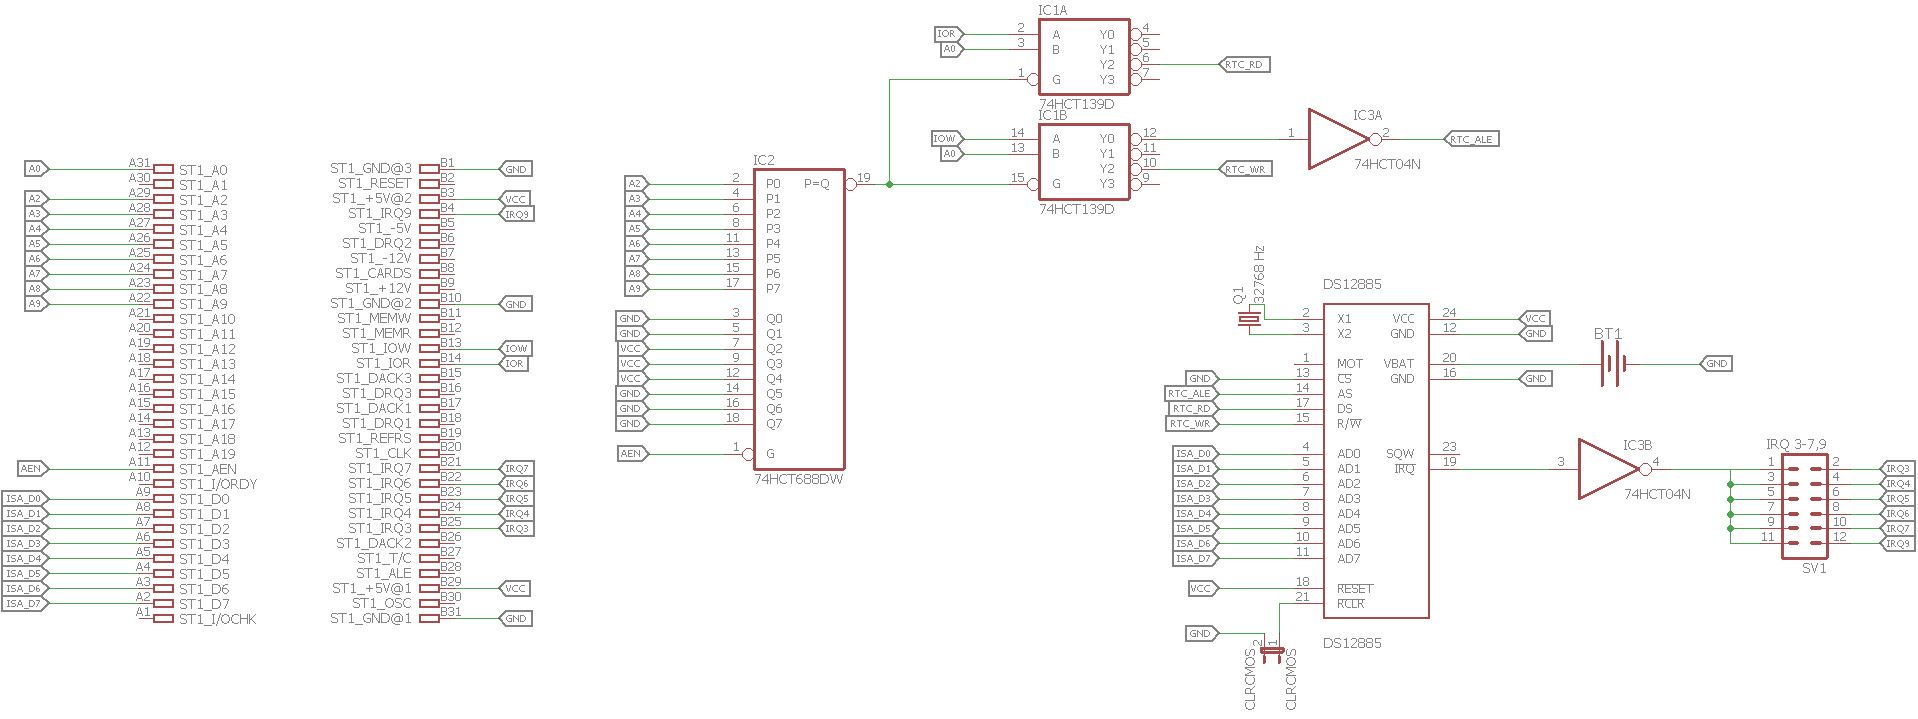 A0
A2
A3
A4
A5
A6
A7
A8
A9
AEN
ISA_D0
ISA_D1
ISA_D2
ISA_D3
ISA_D4
ISA_D5
ISA_D6
ISA_D7
A31 ST1_A0
A30 ST1_A1
A29 ST1_A2
A28 ST1_A3
A27 ST1_A4
A26 ST1_A5
A25 ST1_A6
A24 ST1_A7
A23 ST1_A8
A22 ST1_A9
A21 ST1_A10
A20 ST1_A11
A19 ST1_A12
A18 ST1_A13
A17 ST1_A14
A16 ST1_A15
A15 ST1_A16
A14 ST1_A17
A13 ST1_A18
A12 ST1_A19
A11 ST1_AEN
A10 ST1_I/ORDY
A9 ST1_D0
A8 ST1_D1
A7 ST1_D2
A6 ST1_D3
A5 ST1_D4
A4 ST1_D5
A3 ST1_D6
A2 ST1_D7
A1 ST1_I/OCHK
ST1_GND@3 B1 GND
ST1_RESET B2
ST1_+5V@2 B3 VCC
ST1_IRQ9 B4 IRQ9
ST1_-5V B5
ST1_DRQ2 B6
ST1_-12V B7
ST1_CARDS B8
ST1_+12V B9
ST1_GND@2 B10 GND
ST1_MEMW B11
ST1_MEMR B12
ST1_IOW B13 IOW
ST1_IOR B14 IOR
ST1_DACK3 B15
ST1_DRQ3 B16
ST1_DACK1 B17
ST1_DRQ1 B18
ST1_REFRS B19
ST1_CLK B20
ST1_IRQ7 B21 IRQ7
ST1_IRQ6 B22 IRQ6
ST1_IRQ5 B23 IRQ5
ST1_IRQ4 B24 IRQ4
ST1_IRQ3 B25 IRQ3
ST1_DACK2 B26
ST1_T/C B27
ST1_ALE B28
ST1_+5V@1 B29 VCC
ST1_OSC B30
ST1_GND@1 B31 GND
IC2
A2 2 P0 P=Q 19
A3 4 P1
A4 6 P2
A5 8 P3
A6 11 P4
A7 13 P5
A8 15 P6
A9 17 P7
GND 3 Q0
GND 5 Q1
VCC 7 Q2
VCC 9 Q3
VCC 12 Q4
GND 14 Q5
GND 16 Q6
GND 18 Q7
AEN 1 G
74HCT688DW
IC1A
IOR 2 A Y0 4
A0 3 B Y1 5
Y2 6 RTC_RD
1 G Y3 7
74HCT139D
IC1B
IOW 14 A Y0 12
A0 13 B Y1 11
Y2 10 RTC_WR
15 G Y3 9
74HCT139D
IC3A
1 2 RTC_ALE
74HCT04N
Q1
32768 Hz
DS12885
2 X1 VCC 24 VCC
3 X2 GND 12 GND
1 MOT VBAT 20
GND 13 CS GND 16 GND
RTC_ALE 14 AS
RTC_RD 17 DS
RTC_WR 15 R/W
ISA_D0 4 AD0 SQW 23
ISA_D1 5 AD1 IRQ 19
ISA_D2 6 AD2
ISA_D3 7 AD3
ISA_D4 8 AD4
ISA_D5 9 AD5
ISA_D6 10 AD6
ISA_D7 11 AD7
VCC 18 RESET
21 RCLR
DS12885
GND
2 1
CLRCMOS
CLRCMOS
BT1
GND
IC3B
3 4
74HCT04N
IRQ 3-7,9
1 2 IRQ3
3 4 IRQ4
5 6 IRQ5
7 8 IRQ6
9 10 IRQ7
11 12 IRQ9
SV1